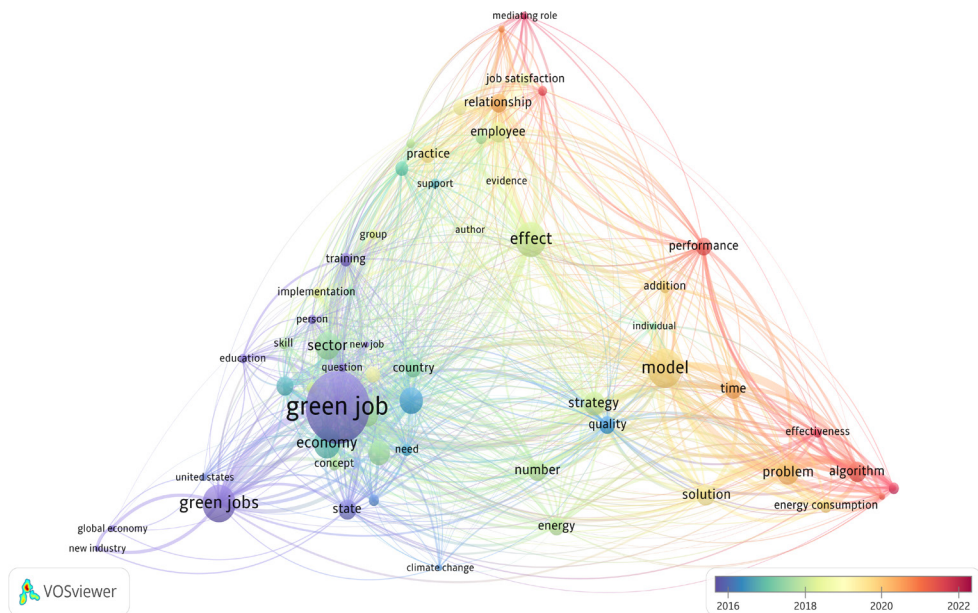 mediating role
job satisfaction
relationship
employee
practice
support
evidence
author
group
effect
performance
training
addition
implementation
person
individual
skill
sector
new job
education
question
country
model
time
green job
strategy
quality
effectiveness
economy
need
concept
number
problem
algorithm
united states
green jobs
state
solution
energy consumption
global economy
energy
new industry
climate change
VOSviewer
2016 2018 2020 2022